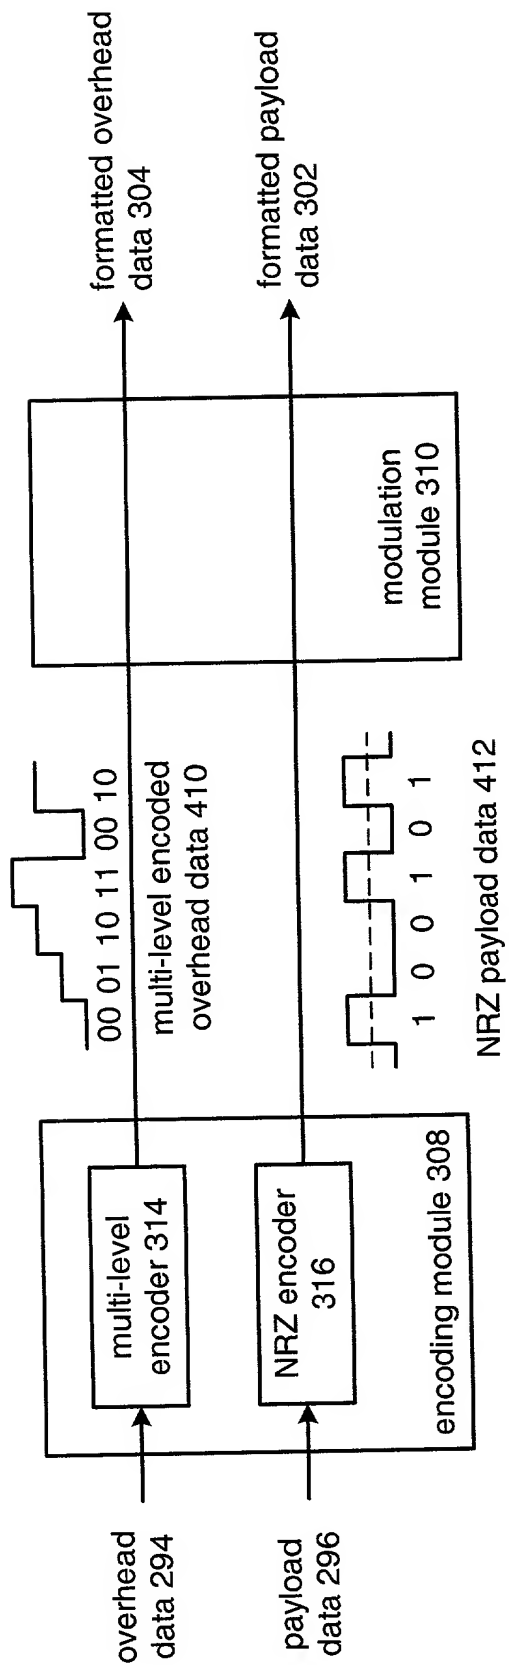 overhead
data 294
payload
data 296
multi-level
encoder 314
NRZ encoder
316
encoding module 308
00 01 10 11 00 10
multi-level encoded
overhead data 410
1 0 0 1 0 1
NRZ payload data 412
modulation
module 310
formatted overhead
data 304
formatted payload
data 302